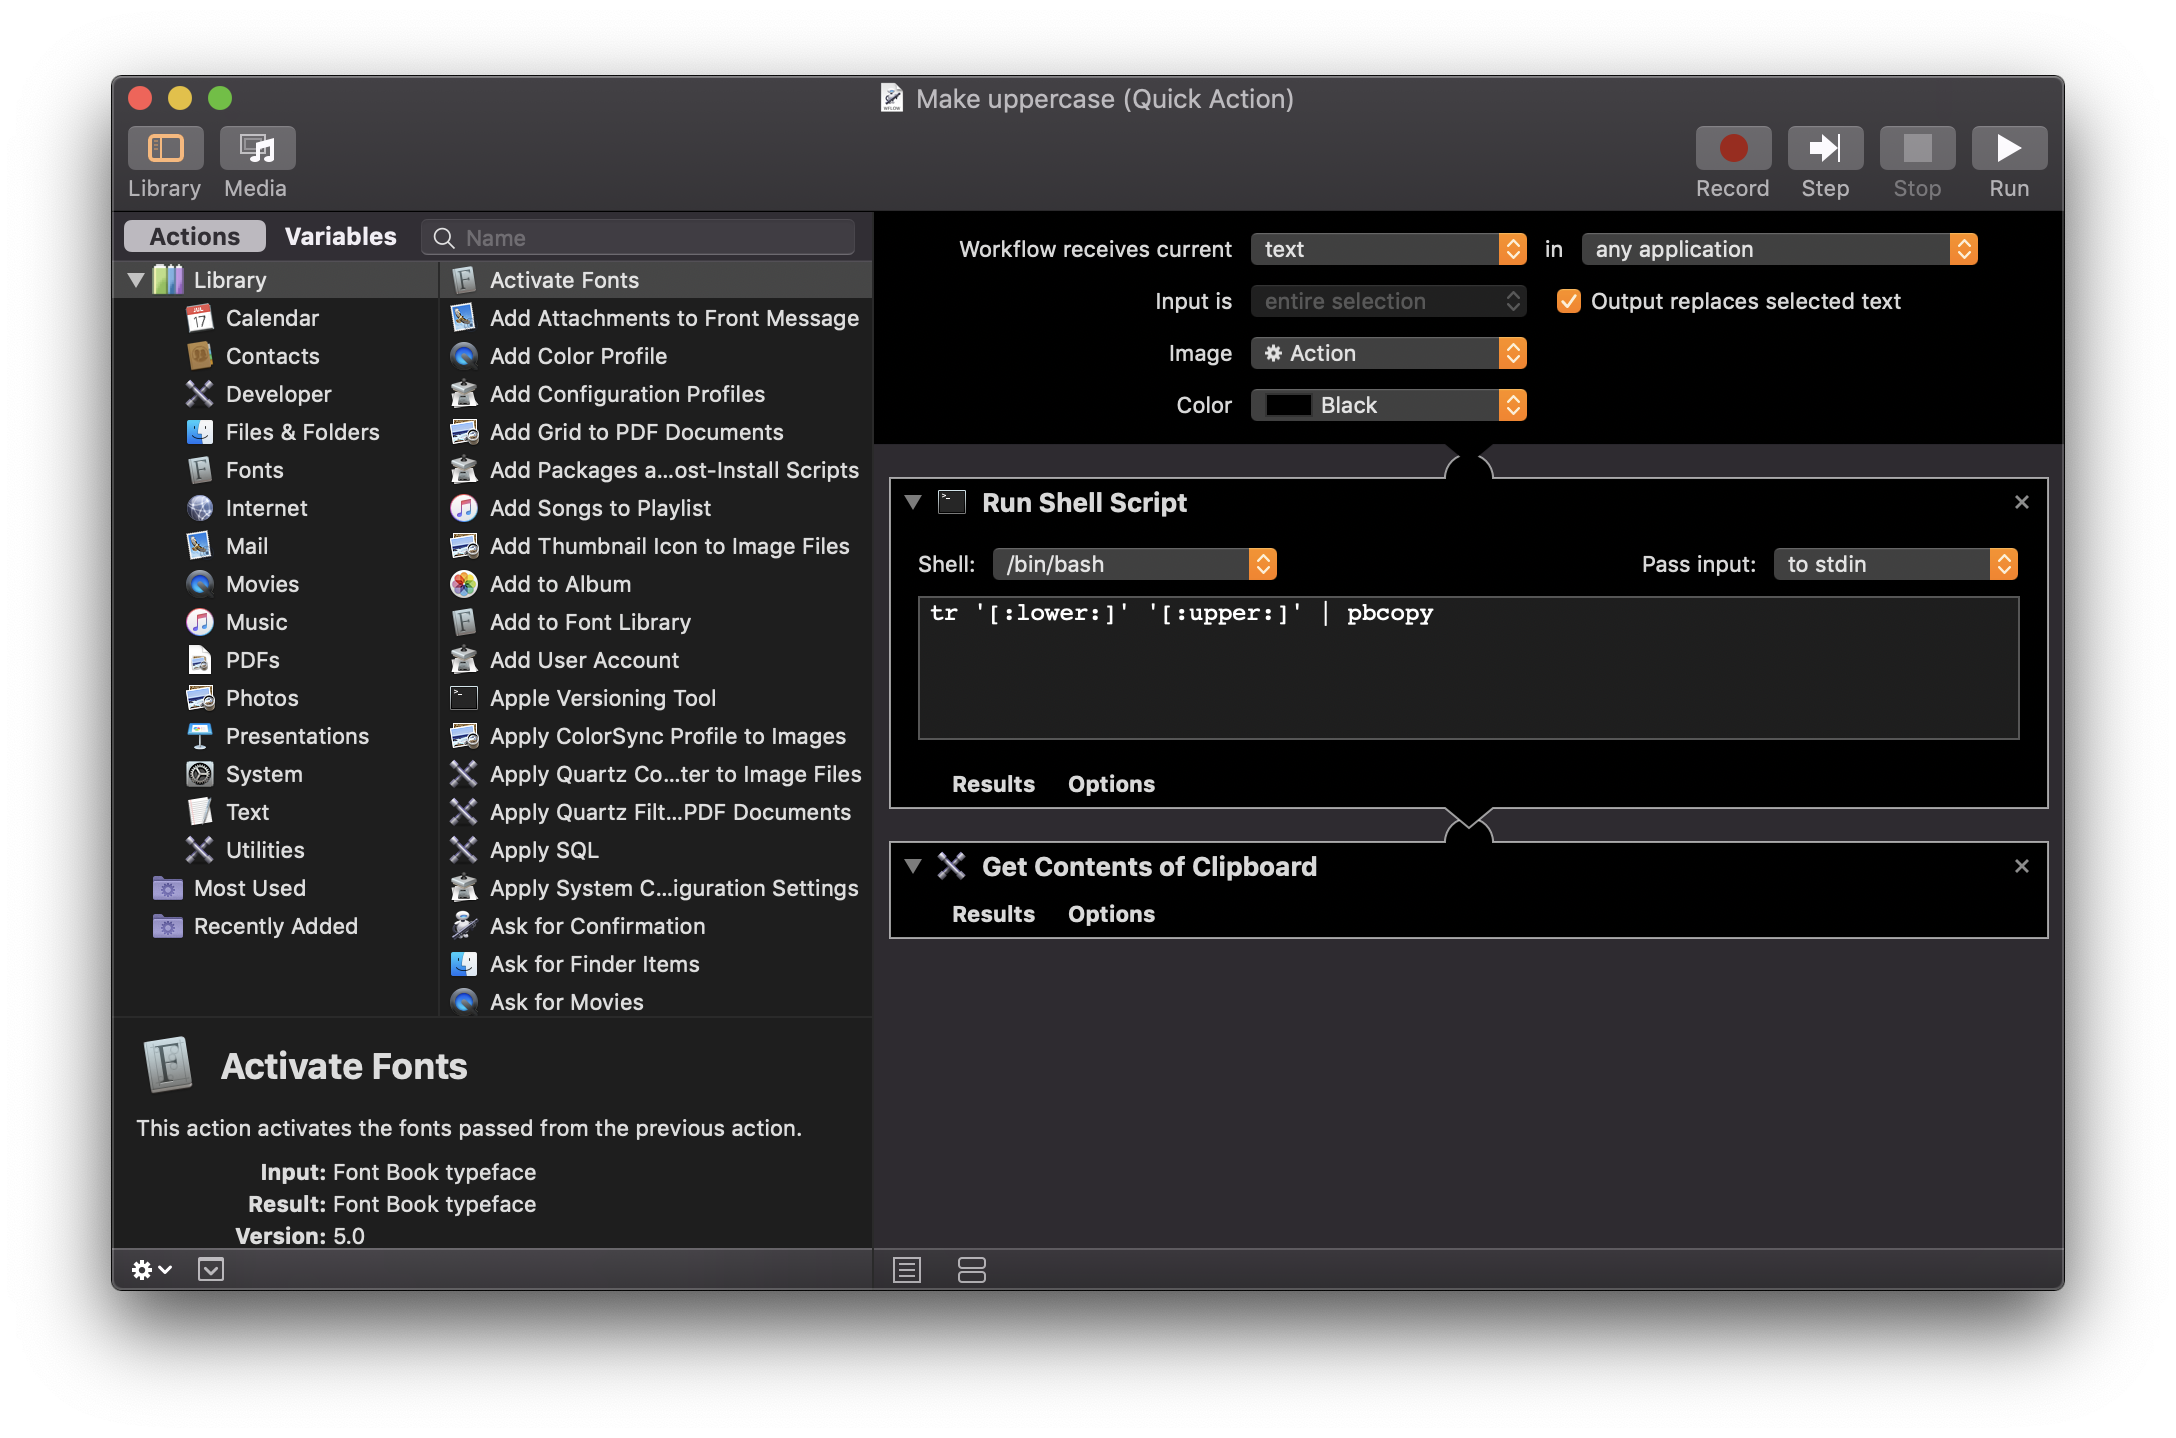 Make uppercase (Quick Action)
Library
Media
Record
Step
Stop
Run
Actions
Variables
Name
Library
Calendar
Contacts
Developer
Files & Folders
Fonts
Internet
Mail
Movies
Music
PDFs
Photos
Presentations
System
Text
Utilities
Most Used
Recently Added
Activate Fonts
Add Attachments to Front Message
Add Color Profile
Add Configuration Profiles
Add Grid to PDF Documents
Add Packages a...ost-Install Scripts
Add Songs to Playlist
Add Thumbnail Icon to Image Files
Add to Album
Add to Font Library
Add User Account
Apple Versioning Tool
Apply ColorSync Profile to Images
Apply Quartz Co...ter to Image Files
Apply Quartz Filt...PDF Documents
Apply SQL
Apply System C...iguration Settings
Ask for Confirmation
Ask for Finder Items
Ask for Movies
Activate Fonts
This action activates the fonts passed from the previous action.
Input: Font Book typeface
Result: Font Book typeface
Version: 5.0
Workflow receives current text in any application
Input is entire selection Output replaces selected text
Image Action
Color Black
Run Shell Script
Shell: /bin/bash Pass input: to stdin
tr '[:lower:]' '[:upper:]' | pbcopy
Results Options
Get Contents of Clipboard
Results Options